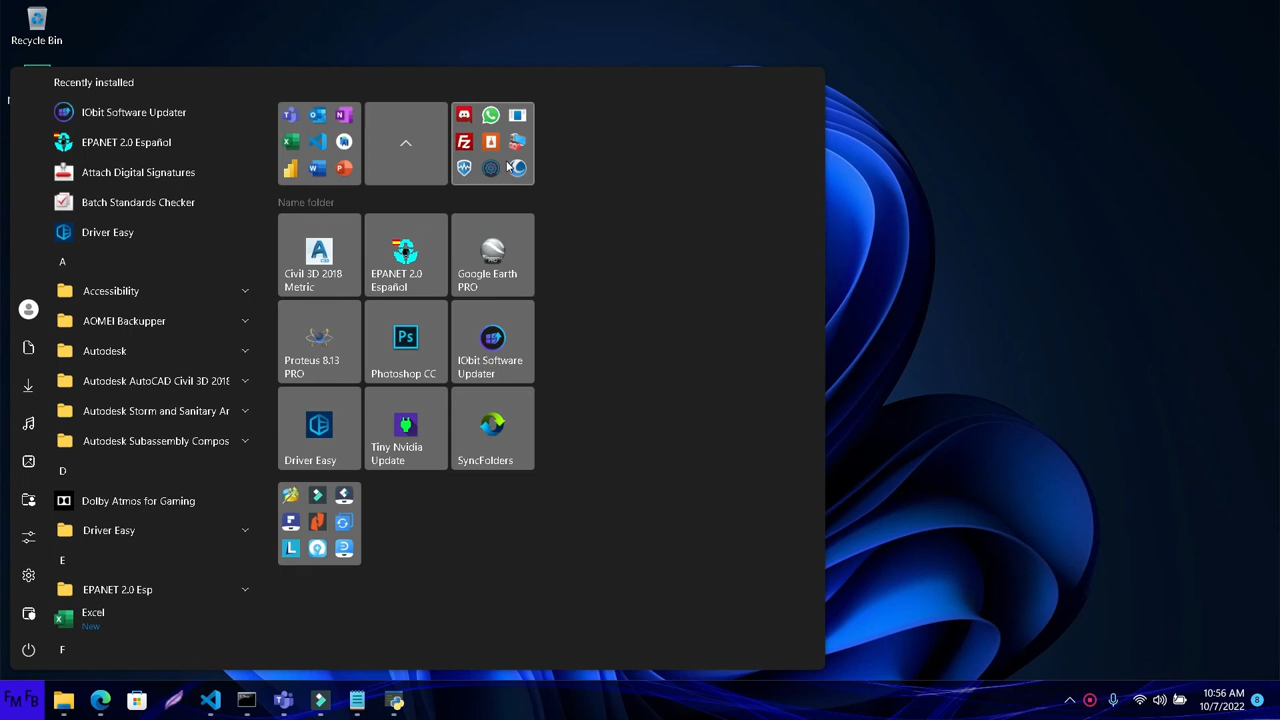 Recycle Bin
Recently installed
IObit Software Updater
EPANET 2.0 Español
Attach Digital Signatures
Batch Standards Checker
Driver Easy
A
Accessibility
AOMEI Backupper
Autodesk
Autodesk AutoCAD Civil 3D 2018
Autodesk Storm and Sanitary Ar
Autodesk Subassembly Compos
D
Dolby Atmos for Gaming
Driver Easy
E
EPANET 2.0 Esp
Excel
New
F
Name folder
Civil 3D 2018
Metric
EPANET 2.0
Español
Google Earth
PRO
Proteus 8.13
PRO
Ps
Photoshop CC
IObit Software
Updater
Driver Easy
Tiny Nvidia
Update
SyncFolders
FM FB
10:56 AM
10/7/2022
8